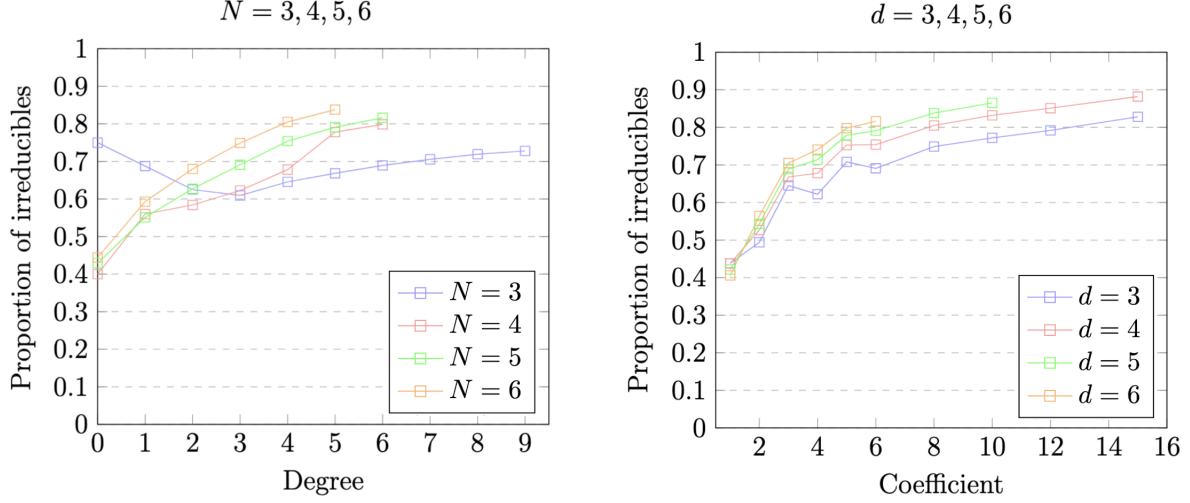 N = 3, 4, 5, 6
Proportion of irreducibles
1
0.9
0.8
0.7
0.6
0.5
0.4
0.3
0.2
0.1
0
0 1 2 3 4 5 6 7 8 9
Degree
N = 3
N = 4
N = 5
N = 6
d = 3, 4, 5, 6
Proportion of irreducibles
1
0.9
0.8
0.7
0.6
0.5
0.4
0.3
0.2
0.1
0
2 4 6 8 10 12 14 16
Coefficient
d = 3
d = 4
d = 5
d = 6